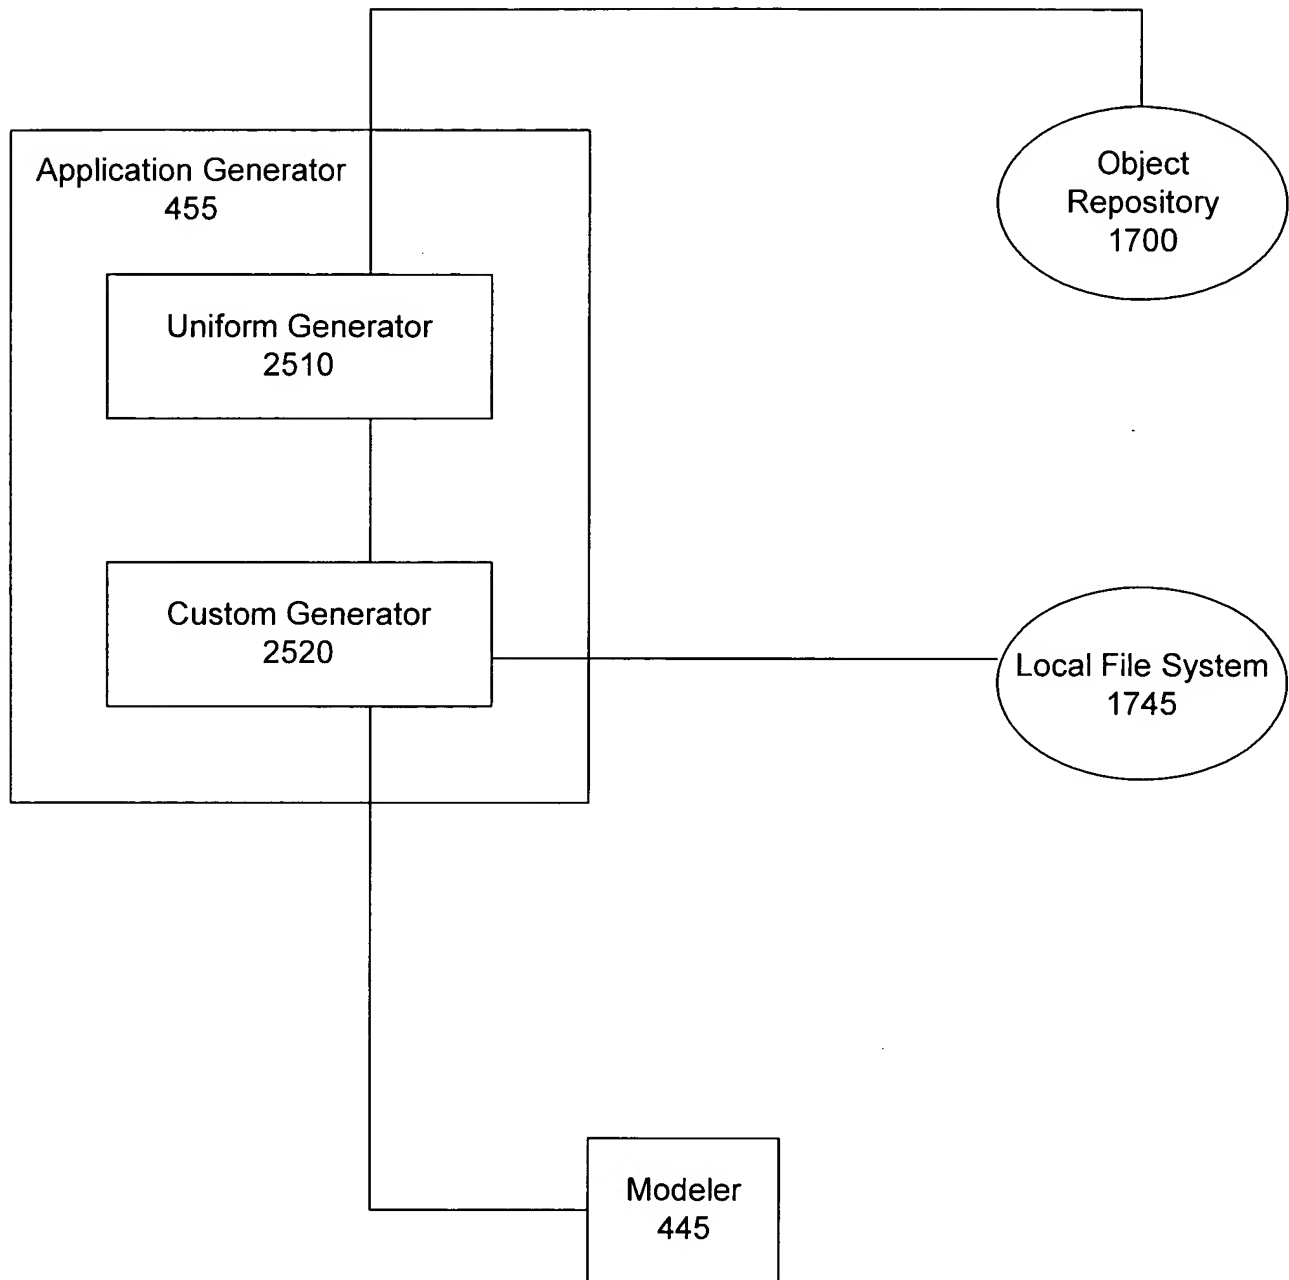 Application Generator
455
Object
Repository
1700
Uniform Generator
2510
Custom Generator
2520
Local File System
1745
Modeler
445